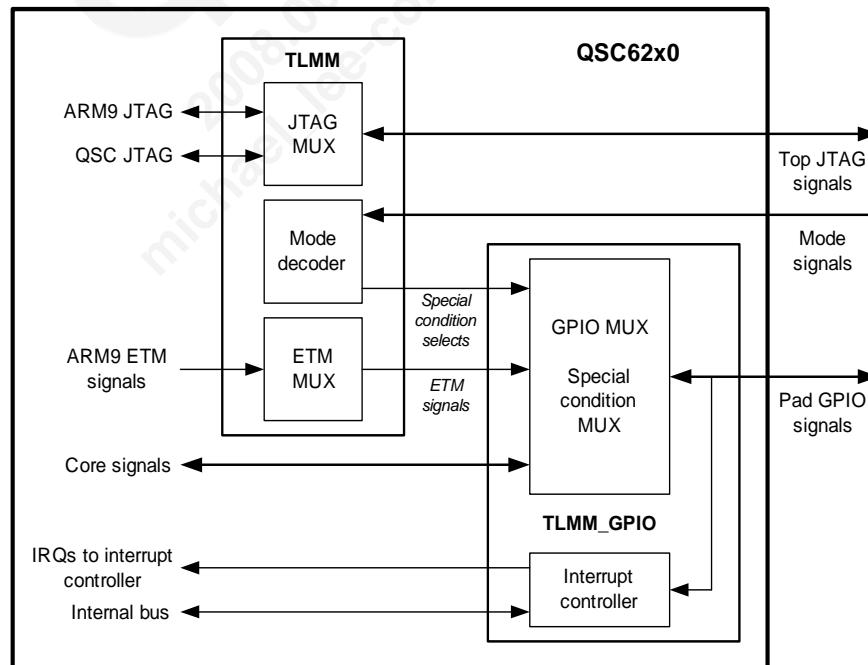 QSC62x0
TLMM
ARM9 JTAG
QSC JTAG
JTAG
MUX
Top JTAG
signals
Mode
decoder
Mode
signals
Special
condition
selects
ARM9 ETM
signals
ETM
MUX
ETM
signals
GPIO MUX
Special
condition
MUX
Pad GPIO
signals
Core signals
TLMM_GPIO
IRQs to interrupt
controller
Internal bus
Interrupt
controller